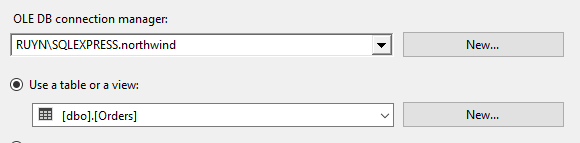 OLE DB connection manager:
RUYN\SQLEXPRESS.northwind New...
Use a table or a view:
[dbo].[Orders] New...